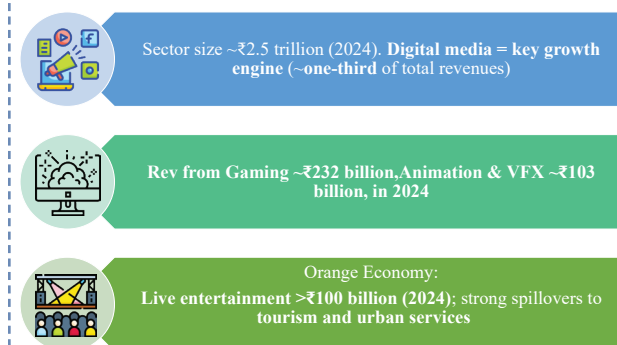 Sector size ~₹2.5 trillion (2024). Digital media = key growth
engine (~one-third of total revenues)
Rev from Gaming ~₹232 billion,Animation & VFX ~₹103
billion, in 2024
Orange Economy:
Live entertainment >₹100 billion (2024); strong spillovers to
tourism and urban services